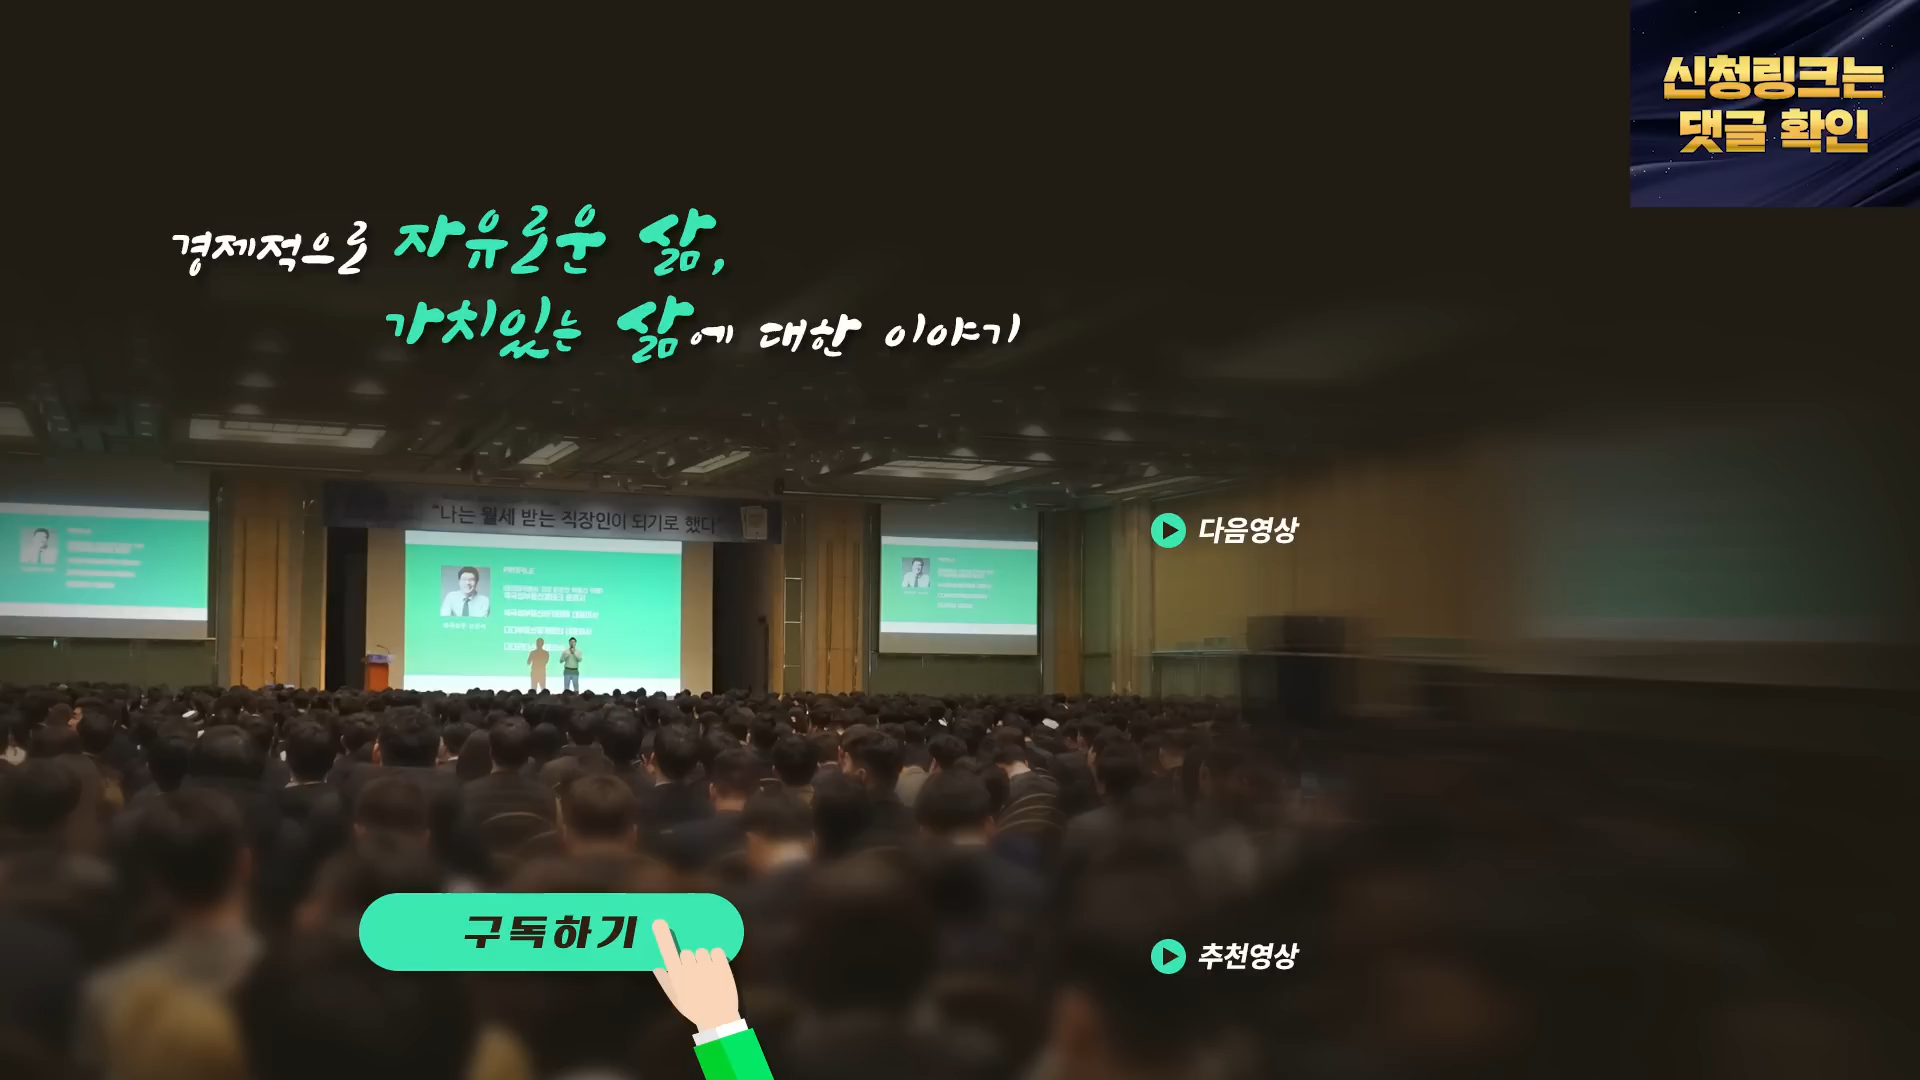 신청링크는
댓글 확인
경제적으로 자유로운 삶,
가치있는 삶에 대한 이야기
"나는 월세 받는 직장인이 되기로 했다"
PROFILE
다음영상
구독하기
추천영상